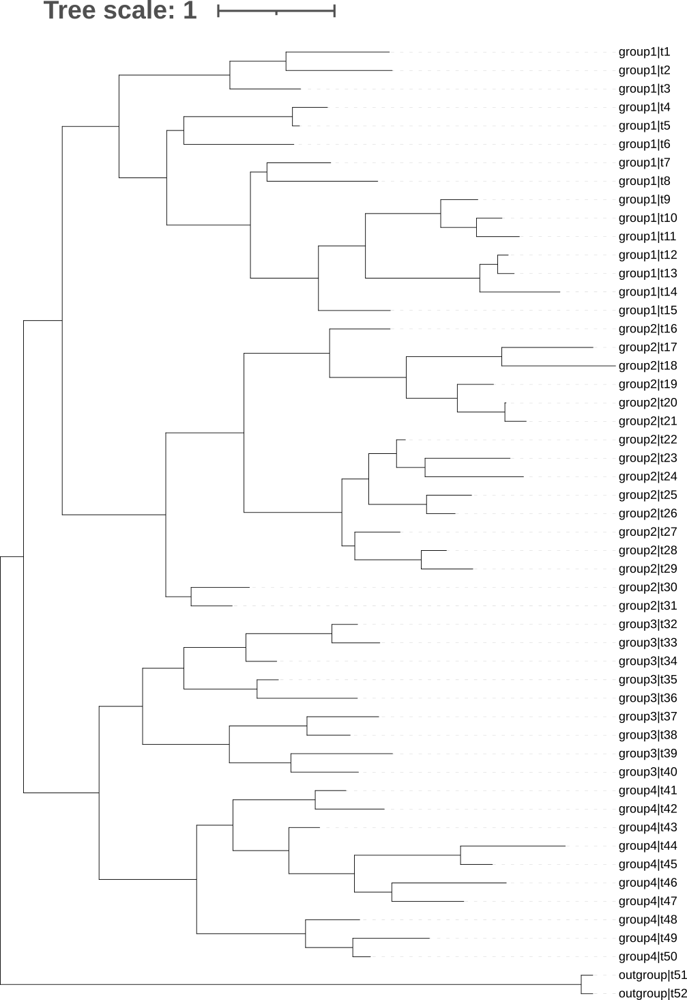 Tree scale: 1
group1|t1
group1|t2
group1|t3
group1|t4
group1|t5
group1|t6
group1|t7
group1|t8
group1|t9
group1|t10
group1|t11
group1|t12
group1|t13
group1|t14
group1|t15
group2|t16
group2|t17
group2|t18
group2|t19
group2|t20
group2|t21
group2|t22
group2|t23
group2|t24
group2|t25
group2|t26
group2|t27
group2|t28
group2|t29
group2|t30
group2|t31
group3|t32
group3|t33
group3|t34
group3|t35
group3|t36
group3|t37
group3|t38
group3|t39
group3|t40
group4|t41
group4|t42
group4|t43
group4|t44
group4|t45
group4|t46
group4|t47
group4|t48
group4|t49
group4|t50
outgroup|t51
outgroup|t52